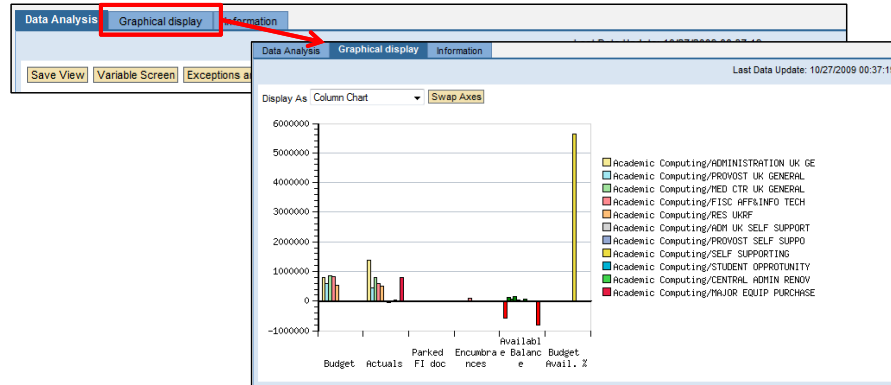 Data Analysis Graphical display Information
Save View Variable Screen Exceptions a
Data Analysis Graphical display Information
Last Data Update: 10/27/2009 00:37:19
Display As Column Chart Swap Axes
6000000
5000000
4000000
3000000
2000000
1000000
0
-1000000
Budget
Actuals
Parked
FI doc
Encumbra
nces
Availabl
e Balanc
e
Budget
Avail. %
Academic Computing/ADMINISTRATION UK GE
Academic Computing/PROVOST UK GENERAL
Academic Computing/MED CTR UK GENERAL
Academic Computing/FISC AFF&INFO TECH
Academic Computing/RES UKRF
Academic Computing/ADM UK SELF SUPPORT
Academic Computing/PROVOST SELF SUPPO
Academic Computing/SELF SUPPORTING
Academic Computing/STUDENT OPPROTUNITY
Academic Computing/CENTRAL ADMIN RENOV
Academic Computing/MAJOR EQUIP PURCHASE